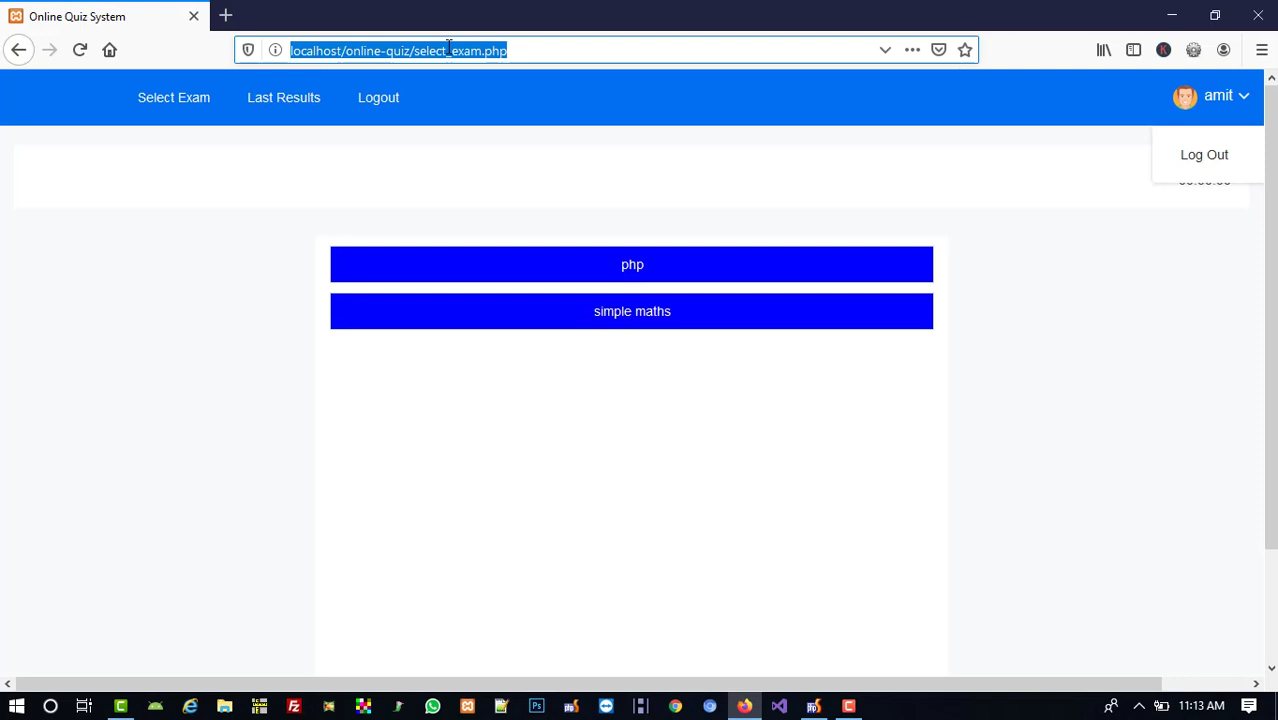 Online Quiz System
localhost/online-quiz/select_exam.php
Select Exam
Last Results
Logout
amit
Log Out
php
simple maths
11:13 AM